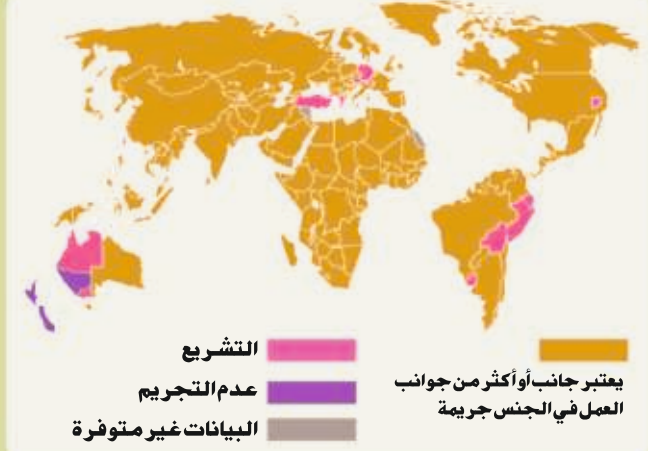 يعتبر جانب أو أكثر من جوانب
العمل في الجنس جريمة
التشريع
عدم التجريم
البيانات غير متوفرة